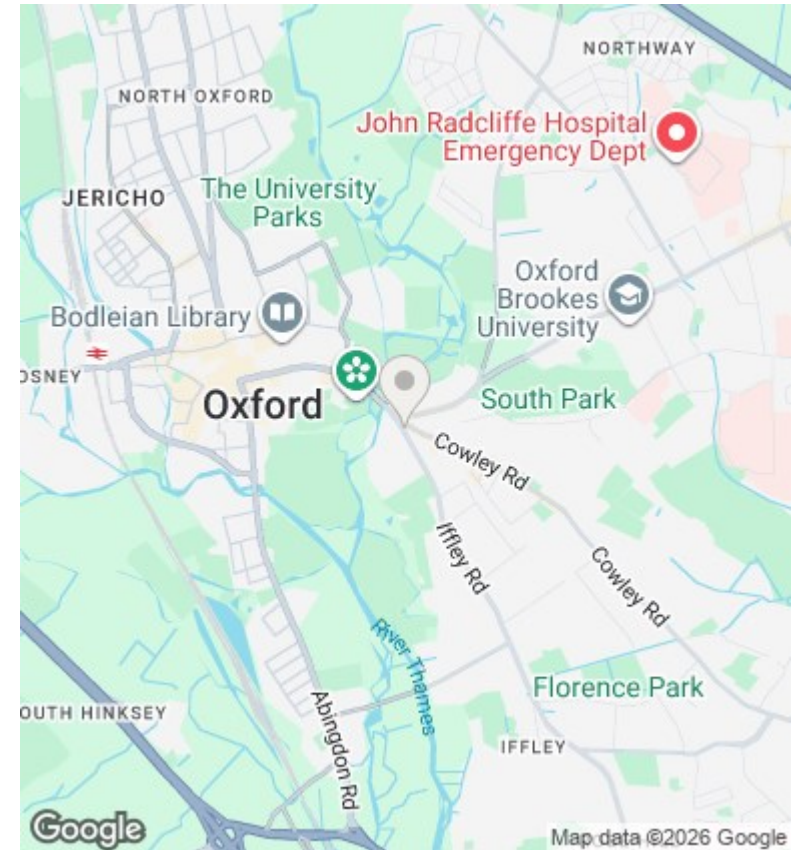 NORTHWAY
NORTH OXFORD
John Radcliffe Hospital
Emergency Dept
JERICHO
The University
Parks
Oxford
Brookes
University
Bodleian Library
OSNEY
Oxford
South Park
Cowley Rd
Iffley Rd
Cowley Rd
River Thames
Florence Park
OUTH HINKSEY
Abingdon Rd
IFFLEY
Google
Map data ©2026 Google